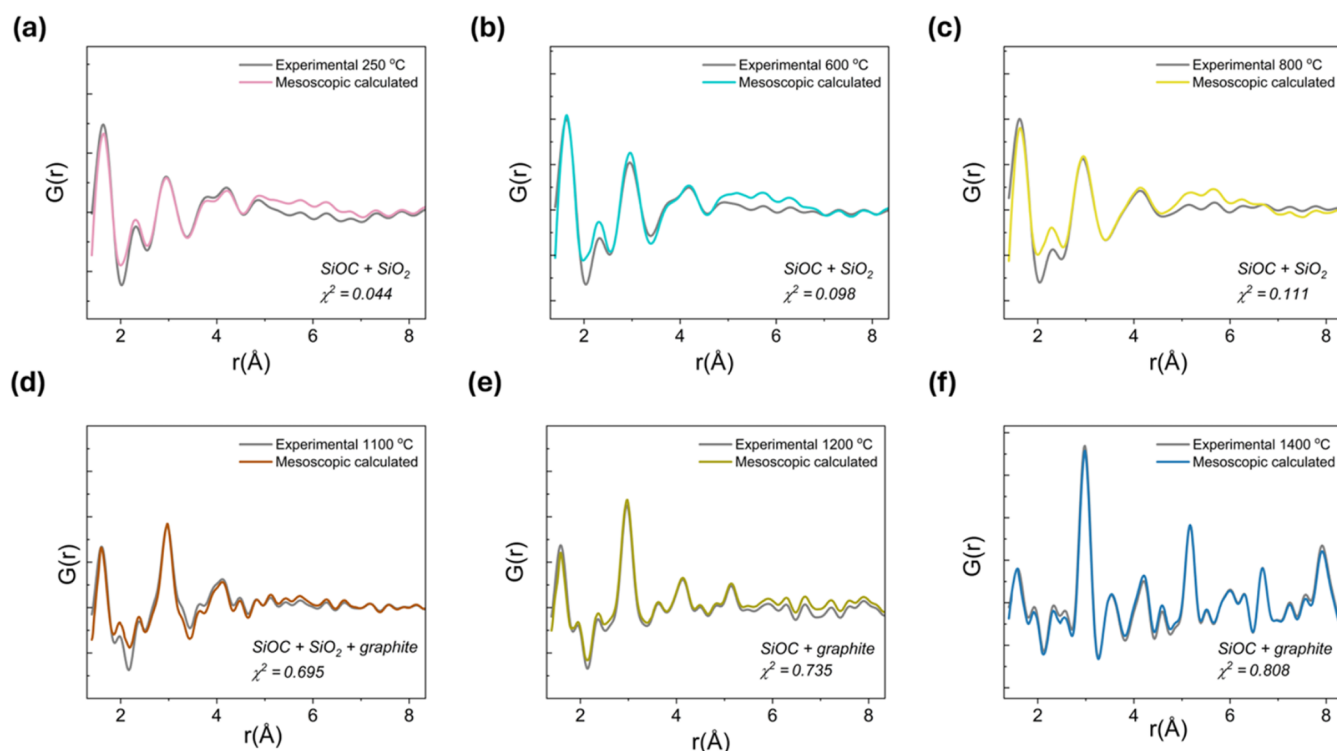 (a)
Experimental 250 °C
Mesoscopic calculated
G(r)
SiOC + SiO₂
χ² = 0.044
2 4 6 8
r(Å)
(b)
Experimental 600 °C
Mesoscopic calculated
G(r)
SiOC + SiO₂
χ² = 0.098
2 4 6 8
r(Å)
(c)
Experimental 800 °C
Mesoscopic calculated
G(r)
SiOC + SiO₂
χ² = 0.111
2 4 6 8
r(Å)
(d)
Experimental 1100 °C
Mesoscopic calculated
G(r)
SiOC + SiO₂ + graphite
χ² = 0.695
2 4 6 8
r(Å)
(e)
Experimental 1200 °C
Mesoscopic calculated
G(r)
SiOC + graphite
χ² = 0.735
2 4 6 8
r(Å)
(f)
Experimental 1400 °C
Mesoscopic calculated
G(r)
SiOC + graphite
χ² = 0.808
2 4 6 8
r(Å)